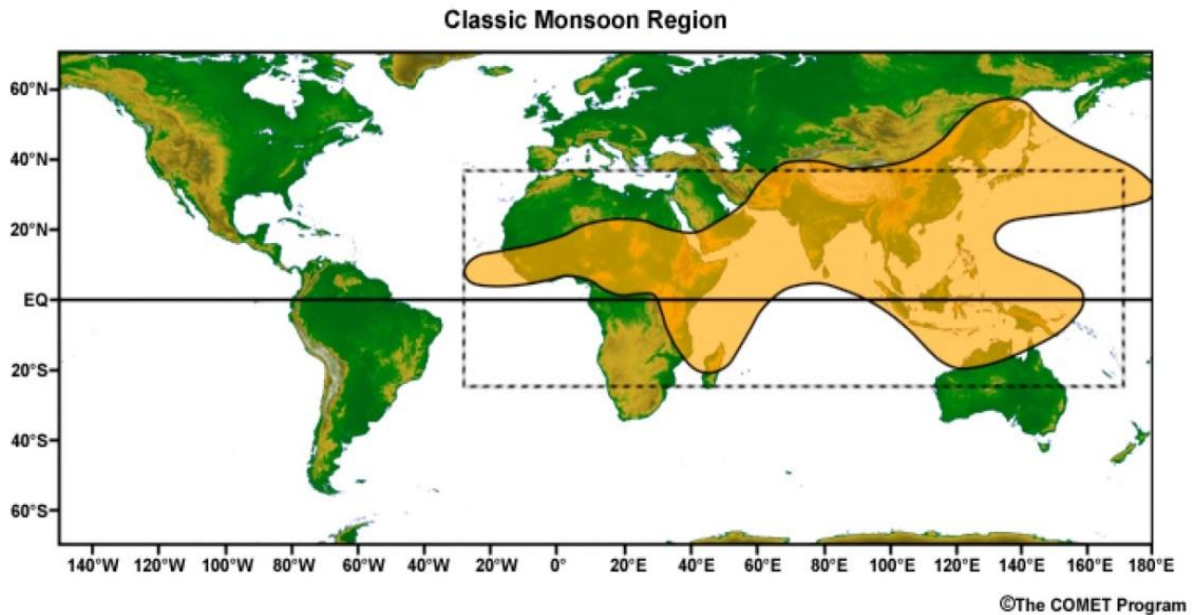 Classic Monsoon Region
60°N
40°N
20°N
EQ
20°S
40°S
60°S
140°W 120°W 100°W 80°W 60°W 40°W 20°W 0° 20°E 40°E 60°E 80°E 100°E 120°E 140°E 160°E 180°E
©The COMET Program